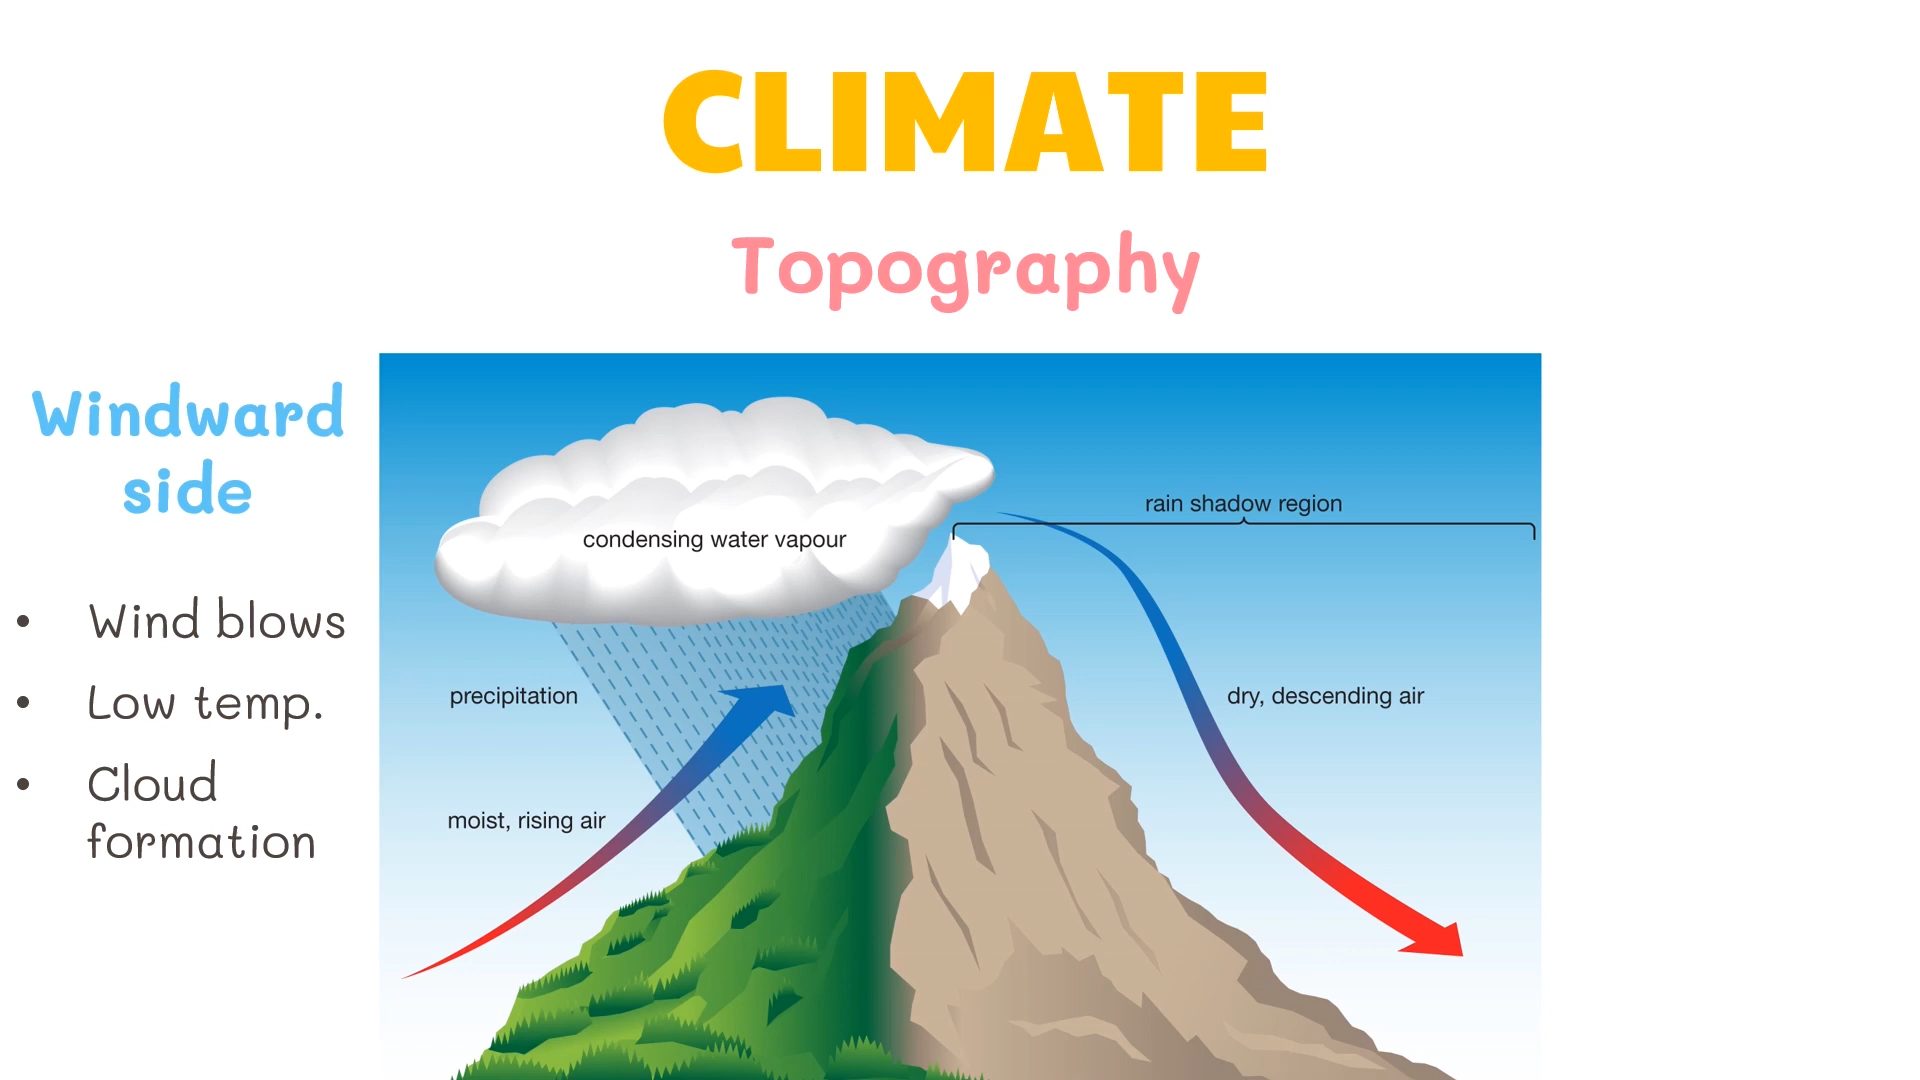 CLIMATE
Topography
Windward
side
• Wind blows
• Low temp.
• Cloud
formation
condensing water vapour
rain shadow region
precipitation
dry, descending air
moist, rising air